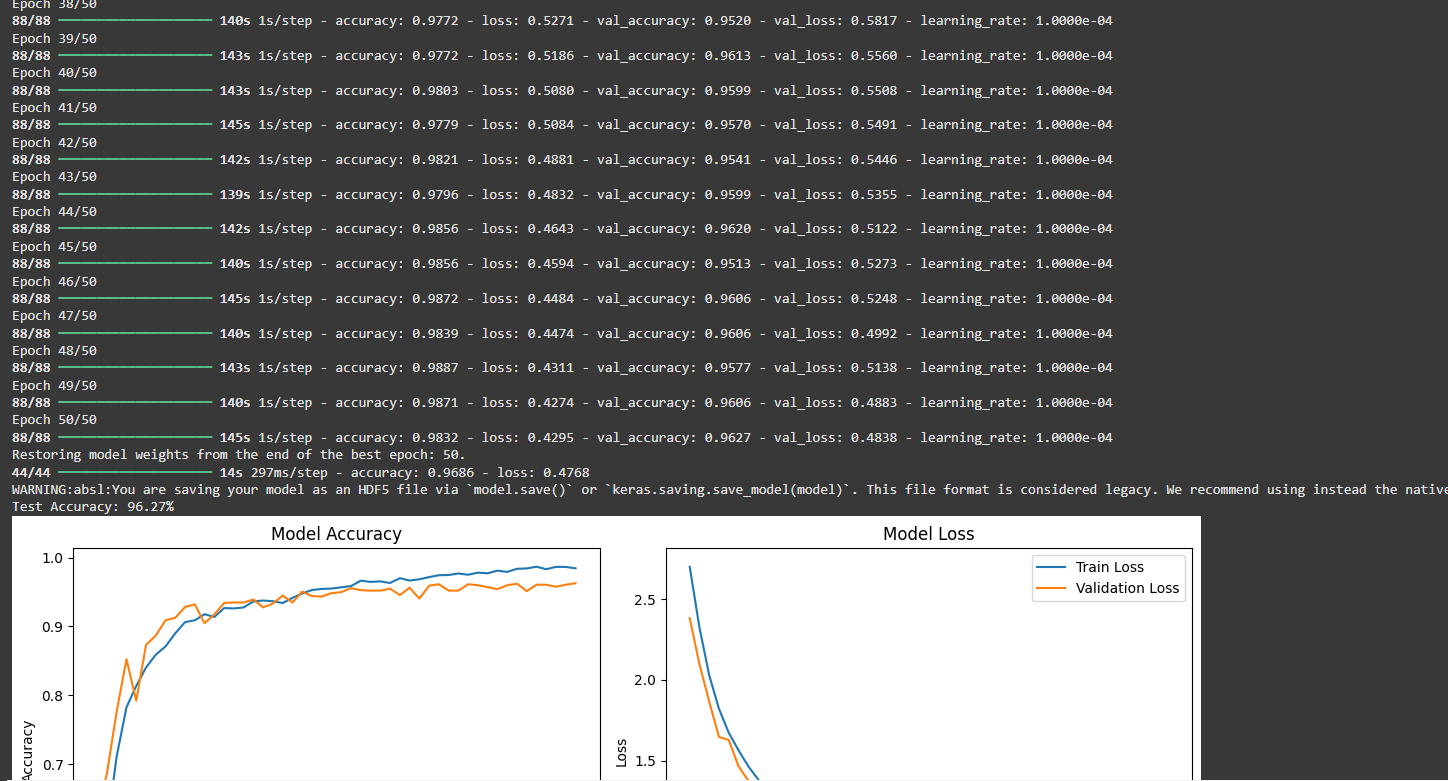 Epoch 38/50
88/88 ━━━━━━━━━━━━━━━━━━━━ 140s 1s/step - accuracy: 0.9772 - loss: 0.5271 - val_accuracy: 0.9520 - val_loss: 0.5817 - learning_rate: 1.0000e-04
Epoch 39/50
88/88 ━━━━━━━━━━━━━━━━━━━━ 143s 1s/step - accuracy: 0.9772 - loss: 0.5186 - val_accuracy: 0.9613 - val_loss: 0.5560 - learning_rate: 1.0000e-04
Epoch 40/50
88/88 ━━━━━━━━━━━━━━━━━━━━ 143s 1s/step - accuracy: 0.9803 - loss: 0.5080 - val_accuracy: 0.9599 - val_loss: 0.5508 - learning_rate: 1.0000e-04
Epoch 41/50
88/88 ━━━━━━━━━━━━━━━━━━━━ 145s 1s/step - accuracy: 0.9779 - loss: 0.5084 - val_accuracy: 0.9570 - val_loss: 0.5491 - learning_rate: 1.0000e-04
Epoch 42/50
88/88 ━━━━━━━━━━━━━━━━━━━━ 142s 1s/step - accuracy: 0.9821 - loss: 0.4881 - val_accuracy: 0.9541 - val_loss: 0.5446 - learning_rate: 1.0000e-04
Epoch 43/50
88/88 ━━━━━━━━━━━━━━━━━━━━ 139s 1s/step - accuracy: 0.9796 - loss: 0.4832 - val_accuracy: 0.9599 - val_loss: 0.5355 - learning_rate: 1.0000e-04
Epoch 44/50
88/88 ━━━━━━━━━━━━━━━━━━━━ 142s 1s/step - accuracy: 0.9856 - loss: 0.4643 - val_accuracy: 0.9620 - val_loss: 0.5122 - learning_rate: 1.0000e-04
Epoch 45/50
88/88 ━━━━━━━━━━━━━━━━━━━━ 140s 1s/step - accuracy: 0.9856 - loss: 0.4594 - val_accuracy: 0.9513 - val_loss: 0.5273 - learning_rate: 1.0000e-04
Epoch 46/50
88/88 ━━━━━━━━━━━━━━━━━━━━ 145s 1s/step - accuracy: 0.9872 - loss: 0.4484 - val_accuracy: 0.9606 - val_loss: 0.5248 - learning_rate: 1.0000e-04
Epoch 47/50
88/88 ━━━━━━━━━━━━━━━━━━━━ 140s 1s/step - accuracy: 0.9839 - loss: 0.4474 - val_accuracy: 0.9606 - val_loss: 0.4992 - learning_rate: 1.0000e-04
Epoch 48/50
88/88 ━━━━━━━━━━━━━━━━━━━━ 143s 1s/step - accuracy: 0.9887 - loss: 0.4311 - val_accuracy: 0.9577 - val_loss: 0.5138 - learning_rate: 1.0000e-04
Epoch 49/50
88/88 ━━━━━━━━━━━━━━━━━━━━ 140s 1s/step - accuracy: 0.9871 - loss: 0.4274 - val_accuracy: 0.9606 - val_loss: 0.4883 - learning_rate: 1.0000e-04
Epoch 50/50
88/88 ━━━━━━━━━━━━━━━━━━━━ 145s 1s/step - accuracy: 0.9832 - loss: 0.4295 - val_accuracy: 0.9627 - val_loss: 0.4838 - learning_rate: 1.0000e-04
Restoring model weights from the end of the best epoch: 50.
44/44 ━━━━━━━━━━━━━━━━━━━━ 14s 297ms/step - accuracy: 0.9686 - loss: 0.4768
WARNING:absl:You are saving your model as an HDF5 file via `model.save()` or `keras.saving.save_model(model)`. This file format is considered legacy. We recommend using instead the native
Test Accuracy: 96.27%
Model Accuracy
1.0
0.9
0.8
0.7
Accuracy
Model Loss
Train Loss
Validation Loss
2.5
2.0
1.5
Loss